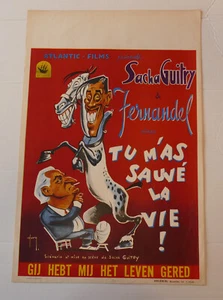 ATLANTIC-FILMS
Sacha Guitry
&
Fernandel
TU M'AS
SAUVÉ
LA
VIE!
GIJ HEBT MIJ HET LEVEN GERED